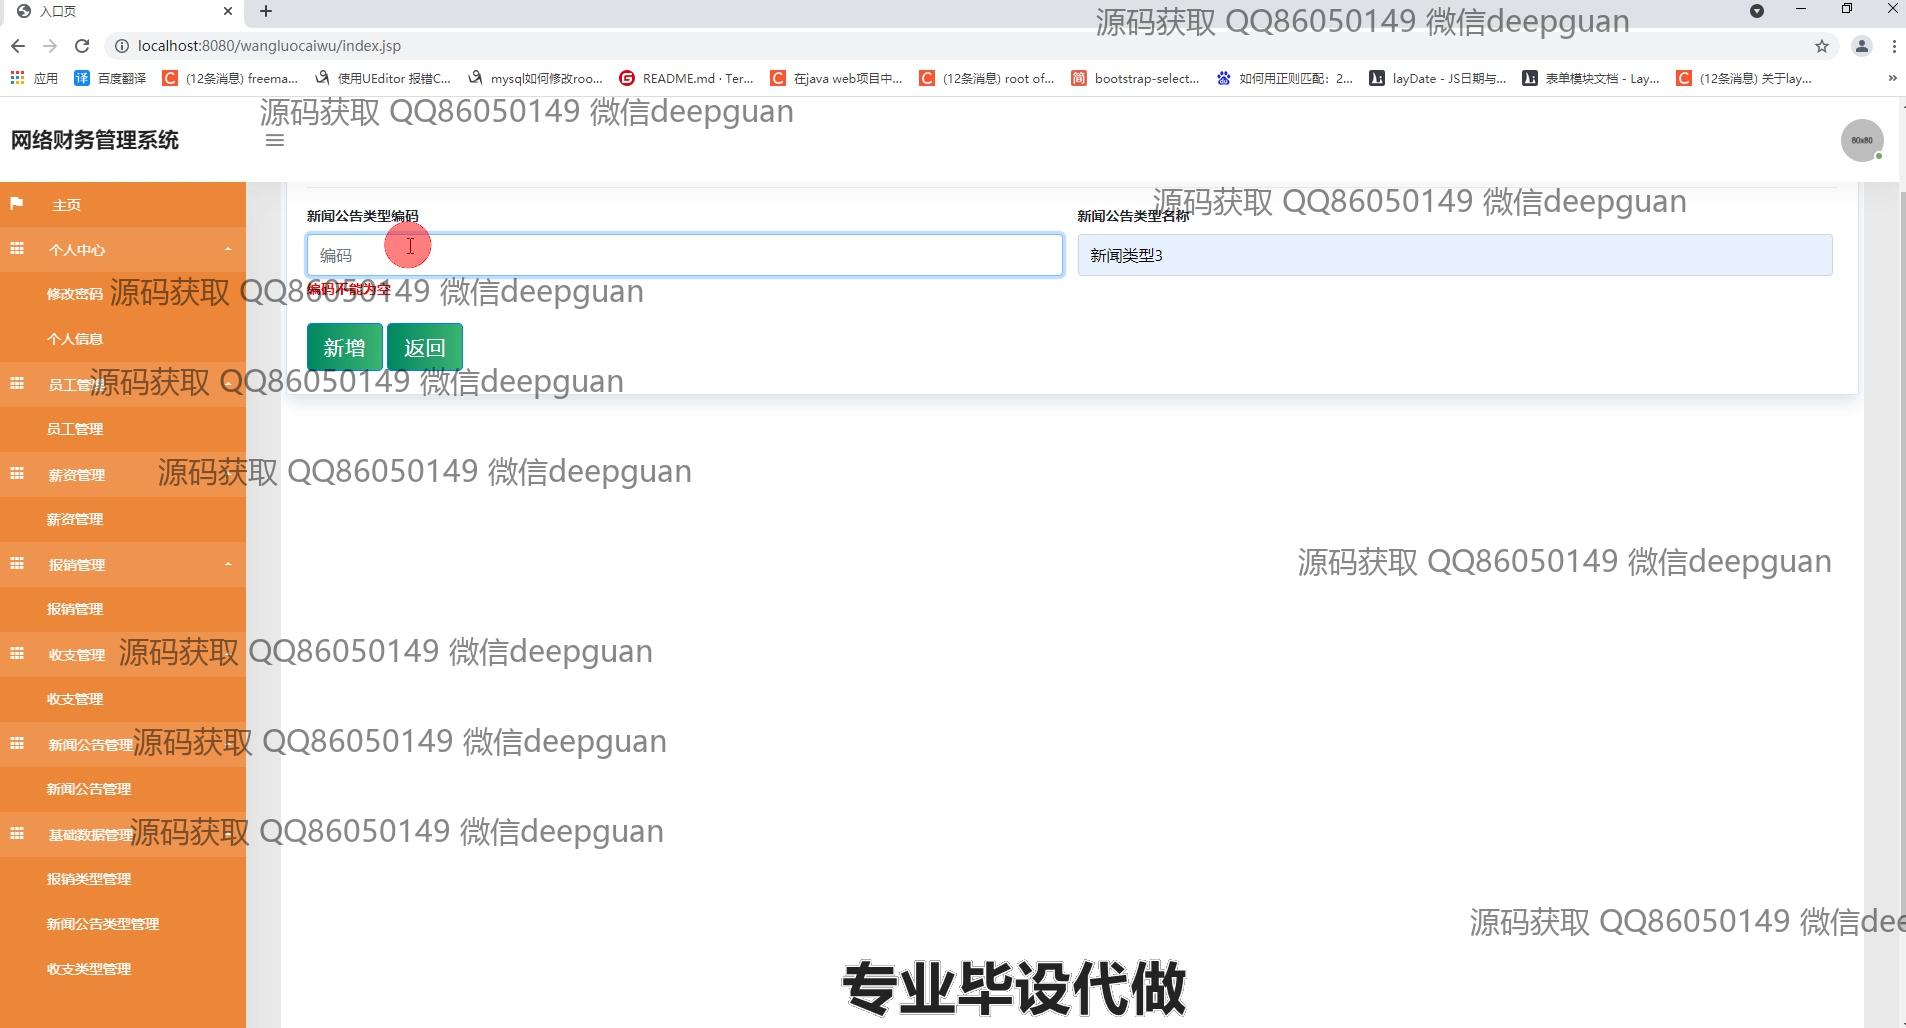 入口页
源码获取 QQ86050149 微信deepguan
localhost:8080/wangluocaiwu/index.jsp
应用 百度翻译 (12条消息) freema... 使用UEditor 报错C... mysql如何修改roo... README.md · Ter... 在java web项目中... (12条消息) root of... bootstrap-select... 如何用正则匹配：2... layDate - JS日期与... 表单模块文档 - Lay... (12条消息) 关于lay...
源码获取 QQ86050149 微信deepguan
网络财务管理系统
80x80
源码获取 QQ86050149 微信deepguan
主页
新闻公告类型编码 新闻公告类型名称
个人中心
编码 新闻类型3
修改密码
源码获取 QQ86050149 微信deepguan
编码不能为空
个人信息
新增 返回
员工管理
源码获取 QQ86050149 微信deepguan
员工管理
薪资管理
源码获取 QQ86050149 微信deepguan
薪资管理
报销管理
源码获取 QQ86050149 微信deepguan
报销管理
收支管理
源码获取 QQ86050149 微信deepguan
收支管理
新闻公告管理
源码获取 QQ86050149 微信deepguan
新闻公告管理
基础数据管理
源码获取 QQ86050149 微信deepguan
报销类型管理
新闻公告类型管理
源码获取 QQ86050149 微信dee
收支类型管理
专业毕设代做